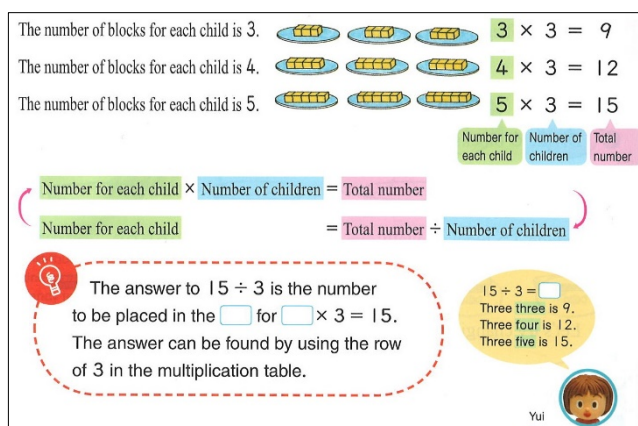 The number of blocks for each child is 3. 3 × 3 = 9
The number of blocks for each child is 4. 4 × 3 = 12
The number of blocks for each child is 5. 5 × 3 = 15
Number for each child
Number of children
Total number
Number for each child × Number of children = Total number
Number for each child = Total number ÷ Number of children
The answer to 15 ÷ 3 is the number
to be placed in the □ for □ × 3 = 15.
The answer can be found by using the row
of 3 in the multiplication table.
15 ÷ 3 = □
Three three is 9.
Three four is 12.
Three five is 15.
Yui